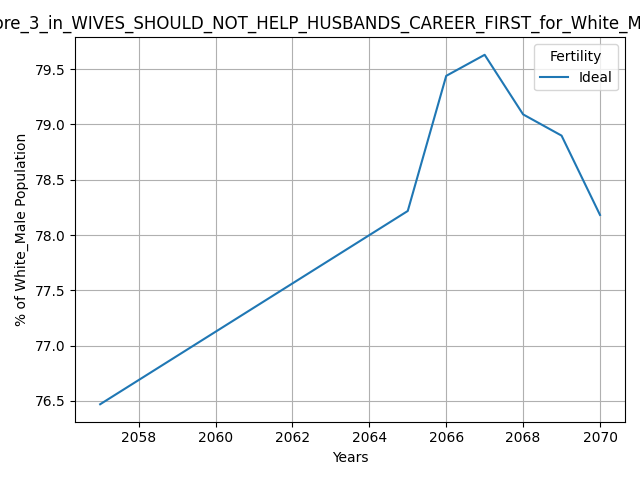 ore_3_in_WIVES_SHOULD_NOT_HELP_HUSBANDS_CAREER_FIRST_for_White_M
Fertility
Ideal
79.5
79.0
78.5
78.0
77.5
77.0
76.5
% of White_Male Population
2058 2060 2062 2064 2066 2068 2070
Years